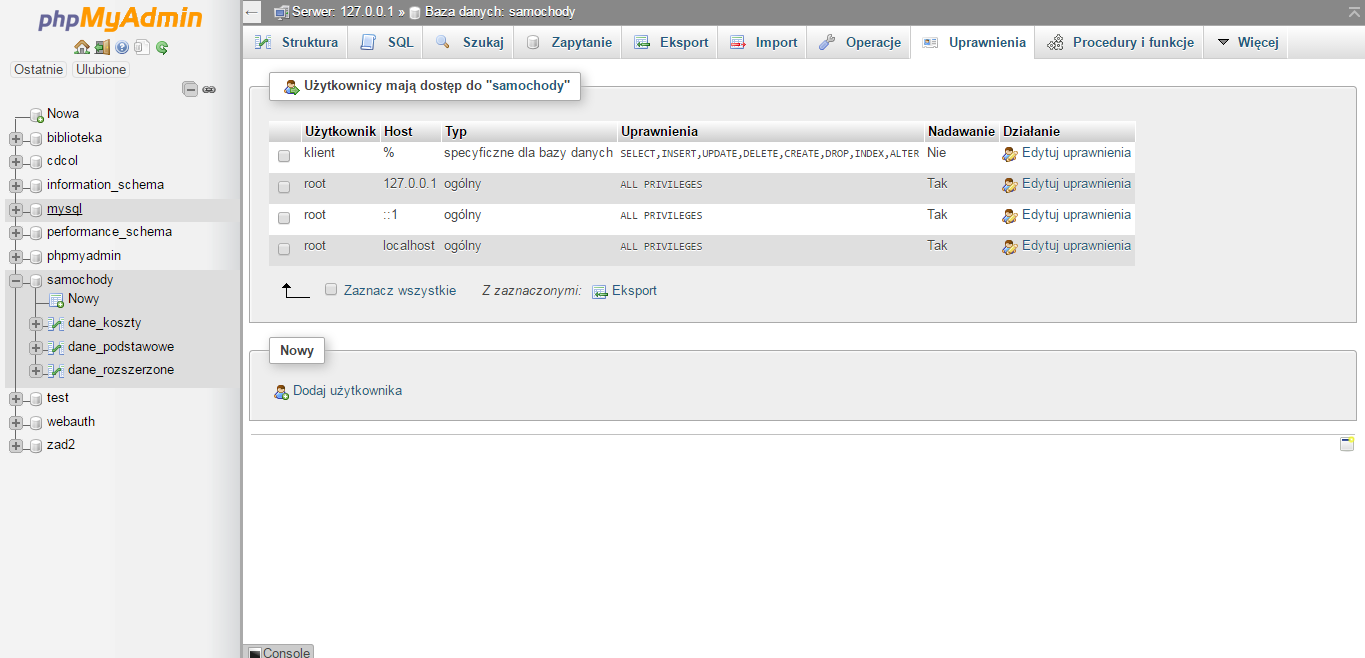 phpMyAdmin
Ostatnie Ulubione
Nowa
biblioteka
cdcol
information_schema
mysql
performance_schema
phpmyadmin
samochody
Nowy
dane_koszty
dane_podstawowe
dane_rozszerzone
test
webauth
zad2
Serwer: 127.0.0.1 » Baza danych: samochody
Struktura SQL Szukaj Zapytanie Eksport Import Operacje Uprawnienia Procedury i funkcje Więcej
Użytkownicy mają dostęp do "samochody"
Użytkownik Host Typ Uprawnienia Nadawanie Działanie
klient % specyficzne dla bazy danych SELECT,INSERT,UPDATE,DELETE,CREATE,DROP,INDEX,ALTER Nie Edytuj uprawnienia
root 127.0.0.1 ogólny ALL PRIVILEGES Tak Edytuj uprawnienia
root ::1 ogólny ALL PRIVILEGES Tak Edytuj uprawnienia
root localhost ogólny ALL PRIVILEGES Tak Edytuj uprawnienia
Zaznacz wszystkie Z zaznaczonymi: Eksport
Nowy
Dodaj użytkownika
Console